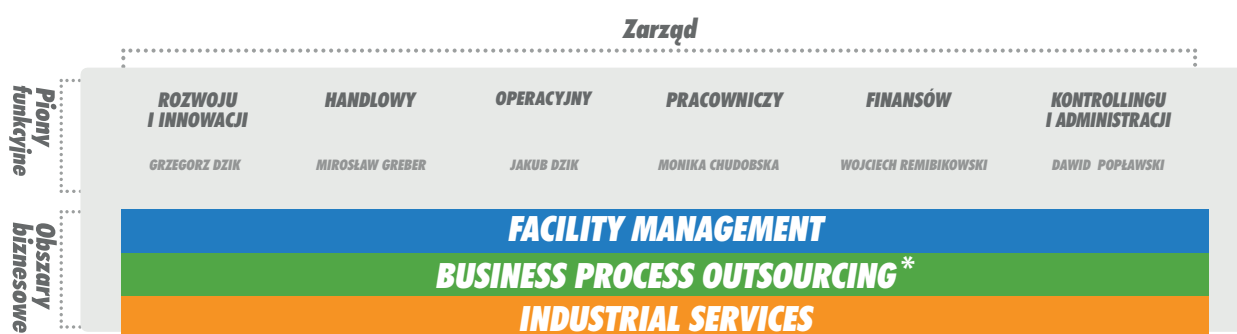 Zarząd
Piony
funkcyjne
ROZWOJU
I INNOWACJI
HANDLOWY
OPERACYJNY
PRACOWNICZY
FINANSÓW
KONTROLLINGU
I ADMINISTRACJI
GRZEGORZ DZIK
MIROSŁAW GREBER
JAKUB DZIK
MONIKA CHUDOBSKA
WOJCIECH REMIBIKOWSKI
DAWID POPŁAWSKI
Obszary
biznesowe
FACILITY MANAGEMENT
BUSINESS PROCESS OUTSOURCING*
INDUSTRIAL SERVICES